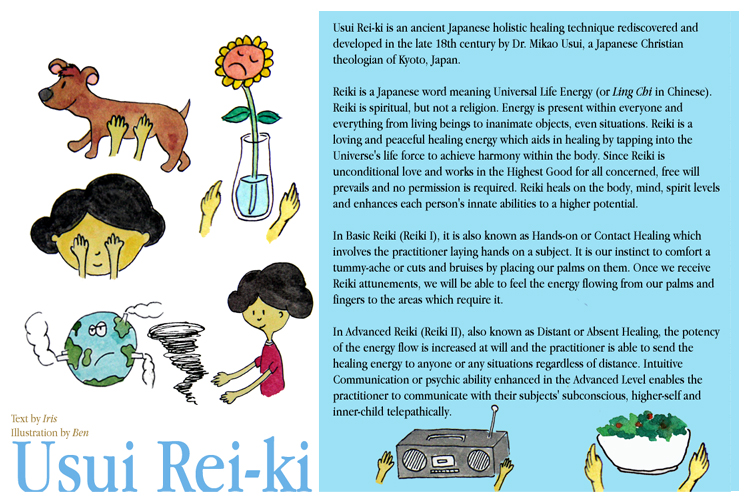 Text by Iris
Illustration by Ben
Usui Rei-ki
Usui Rei-ki is an ancient Japanese holistic healing technique rediscovered and
developed in the late 18th century by Dr. Mikao Usui, a Japanese Christian
theologian of Kyoto, Japan.
Reiki is a Japanese word meaning Universal Life Energy (or Ling Chi in Chinese).
Reiki is spiritual, but not a religion. Energy is present within everyone and
everything from living beings to inanimate objects, even situations. Reiki is a
loving and peaceful healing energy which aids in healing by tapping into the
Universe's life force to achieve harmony within the body. Since Reiki is
unconditional love and works in the Highest Good for all concerned, free will
prevails and no permission is required. Reiki heals on the body, mind, spirit levels
and enhances each person's innate abilities to a higher potential.
In Basic Reiki (Reiki I), it is also known as Hands-on or Contact Healing which
involves the practitioner laying hands on a subject. It is our instinct to comfort a
tummy-ache or cuts and bruises by placing our palms on them. Once we receive
Reiki attunements, we will be able to feel the energy flowing from our palms and
fingers to the areas which require it.
In Advanced Reiki (Reiki II), also known as Distant or Absent Healing, the potency
of the energy flow is increased at will and the practitioner is able to send the
healing energy to anyone or any situations regardless of distance. Intuitive
Communication or psychic ability enhanced in the Advanced Level enables the
practitioner to communicate with their subjects' subconscious, higher-self and
inner-child telepathically.